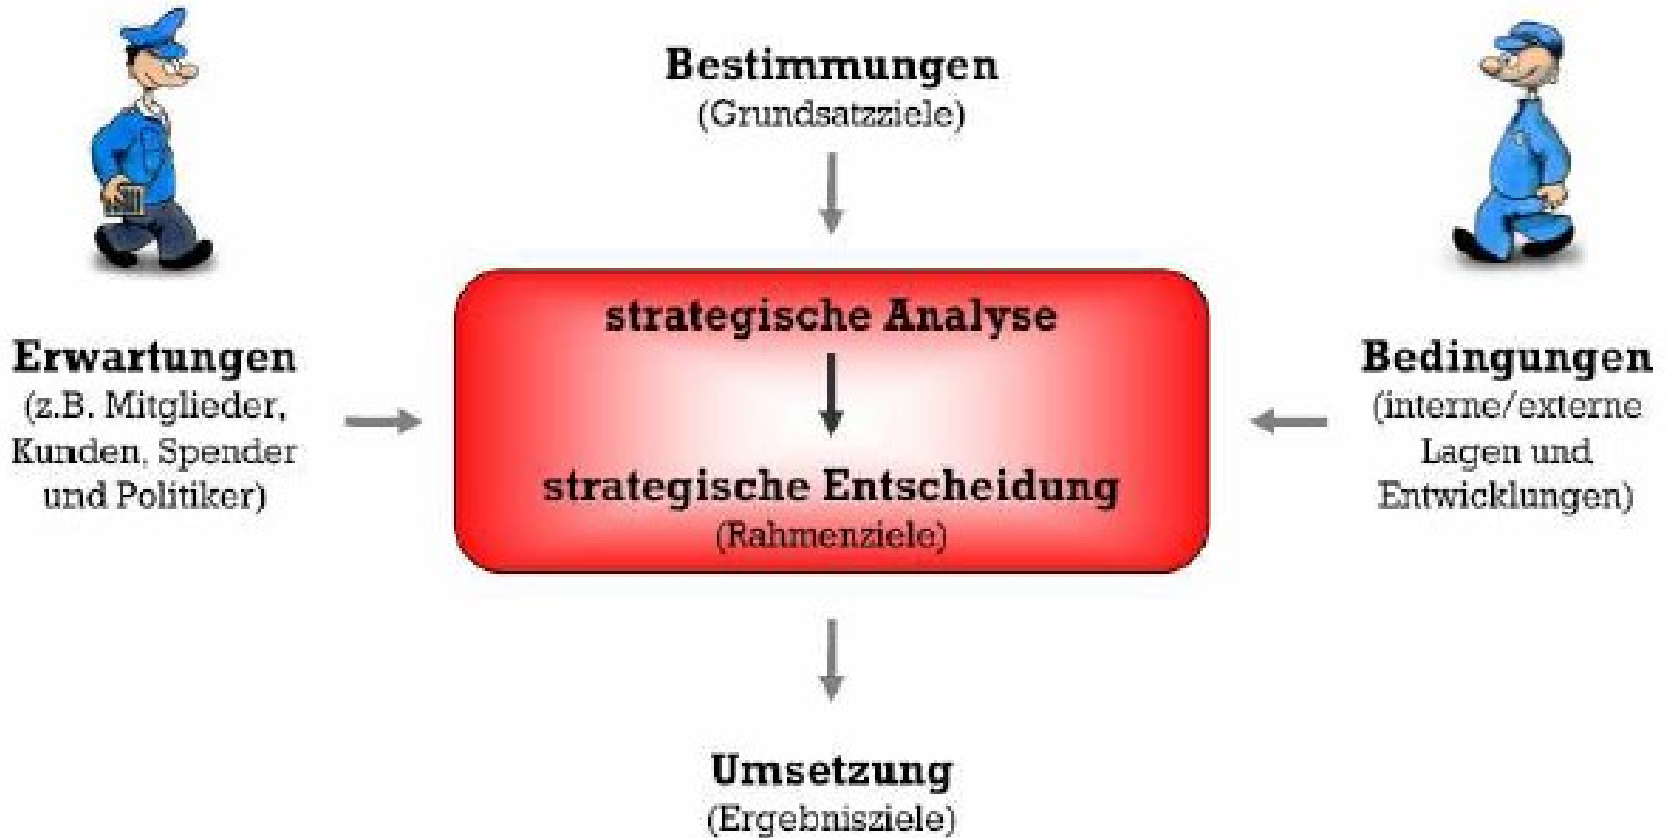 Bestimmungen
(Grundsatzziele)
strategische Analyse
strategische Entscheidung
(Rahmenziele)
Erwartungen
(z.B. Mitglieder,
Kunden, Spender
und Politiker)
Bedingungen
(interne/externe
Lagen und
Entwicklungen)
Umsetzung
(Ergebnisziele)